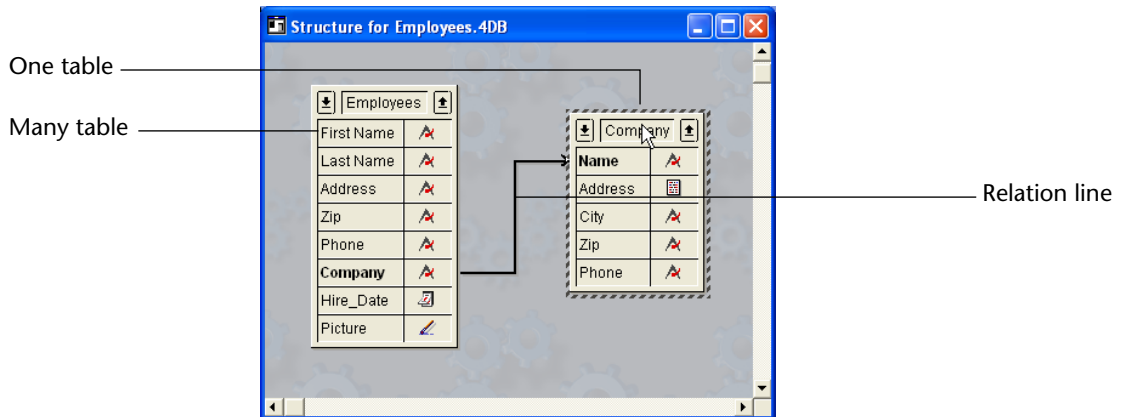 Structure for Employees.4DB
One table
Many table
Relation line
Employees
First Name
Last Name
Address
Zip
Phone
Company
Hire_Date
Picture
Company
Name
Address
City
Zip
Phone